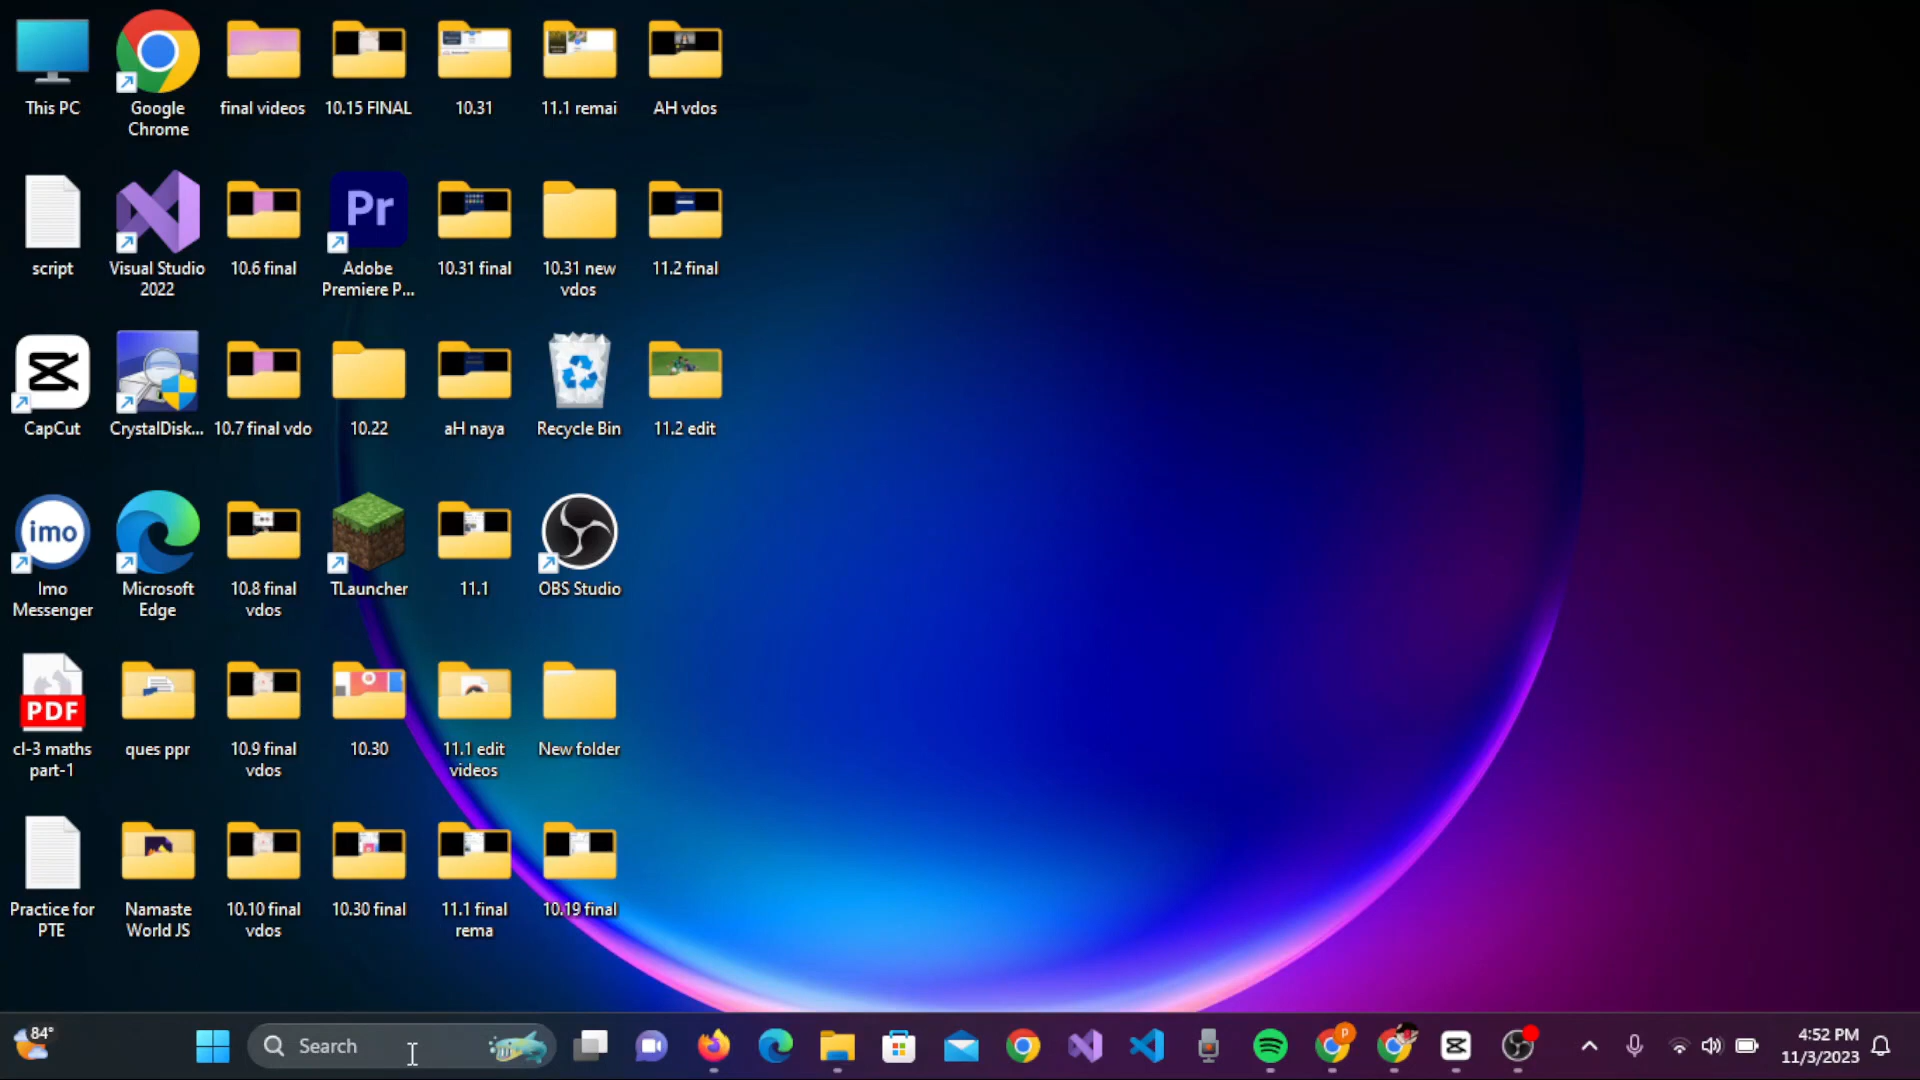 This PC
Google
Chrome
final videos
10.15 FINAL
10.31
11.1 remai
AH vdos
script
Visual Studio
2022
10.6 final
Pr
Adobe
Premiere P...
10.31 final
10.31 new
vdos
11.2 final
CapCut
CrystalDisk...
10.7 final vdo
10.22
aH naya
Recycle Bin
11.2 edit
imo
Imo
Messenger
Microsoft
Edge
10.8 final
vdos
TLauncher
11.1
OBS Studio
PDF
cl-3 maths
part-1
ques ppr
10.9 final
vdos
10.30
11.1 edit
videos
New folder
Practice for
PTE
Namaste
World JS
10.10 final
vdos
10.30 final
11.1 final
rema
10.19 final
84°
Search
P
4:52 PM
11/3/2023